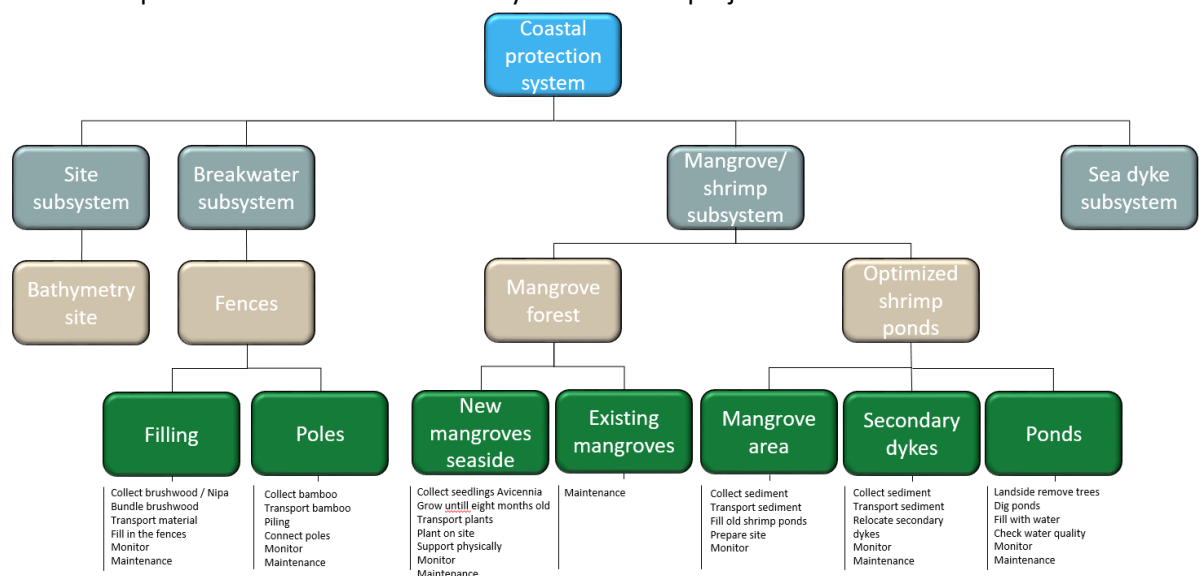 Coastal
protection
system
Site
subsystem
Breakwater
subsystem
Mangrove/
shrimp
subsystem
Sea dyke
subsystem
Bathymetry
site
Fences
Mangrove
forest
Optimized
shrimp
ponds
Filling
Poles
New
mangroves
seaside
Existing
mangroves
Mangrove
area
Secondary
dykes
Ponds
Collect brushwood / Nipa
Bundle brushwood
Transport material
Fill in the fences
Monitor
Maintenance
Collect bamboo
Transport bamboo
Piling
Connect poles
Monitor
Maintenance
Collect seedlings Avicennia
Grow untill eight months old
Transport plants
Plant on site
Support physically
Monitor
Maintenance
Maintenance
Collect sediment
Transport sediment
Fill old shrimp ponds
Prepare site
Monitor
Collect sediment
Transport sediment
Relocate secondary
dykes
Monitor
Maintenance
Landside remove trees
Dig ponds
Fill with water
Check water quality
Monitor
Maintenance